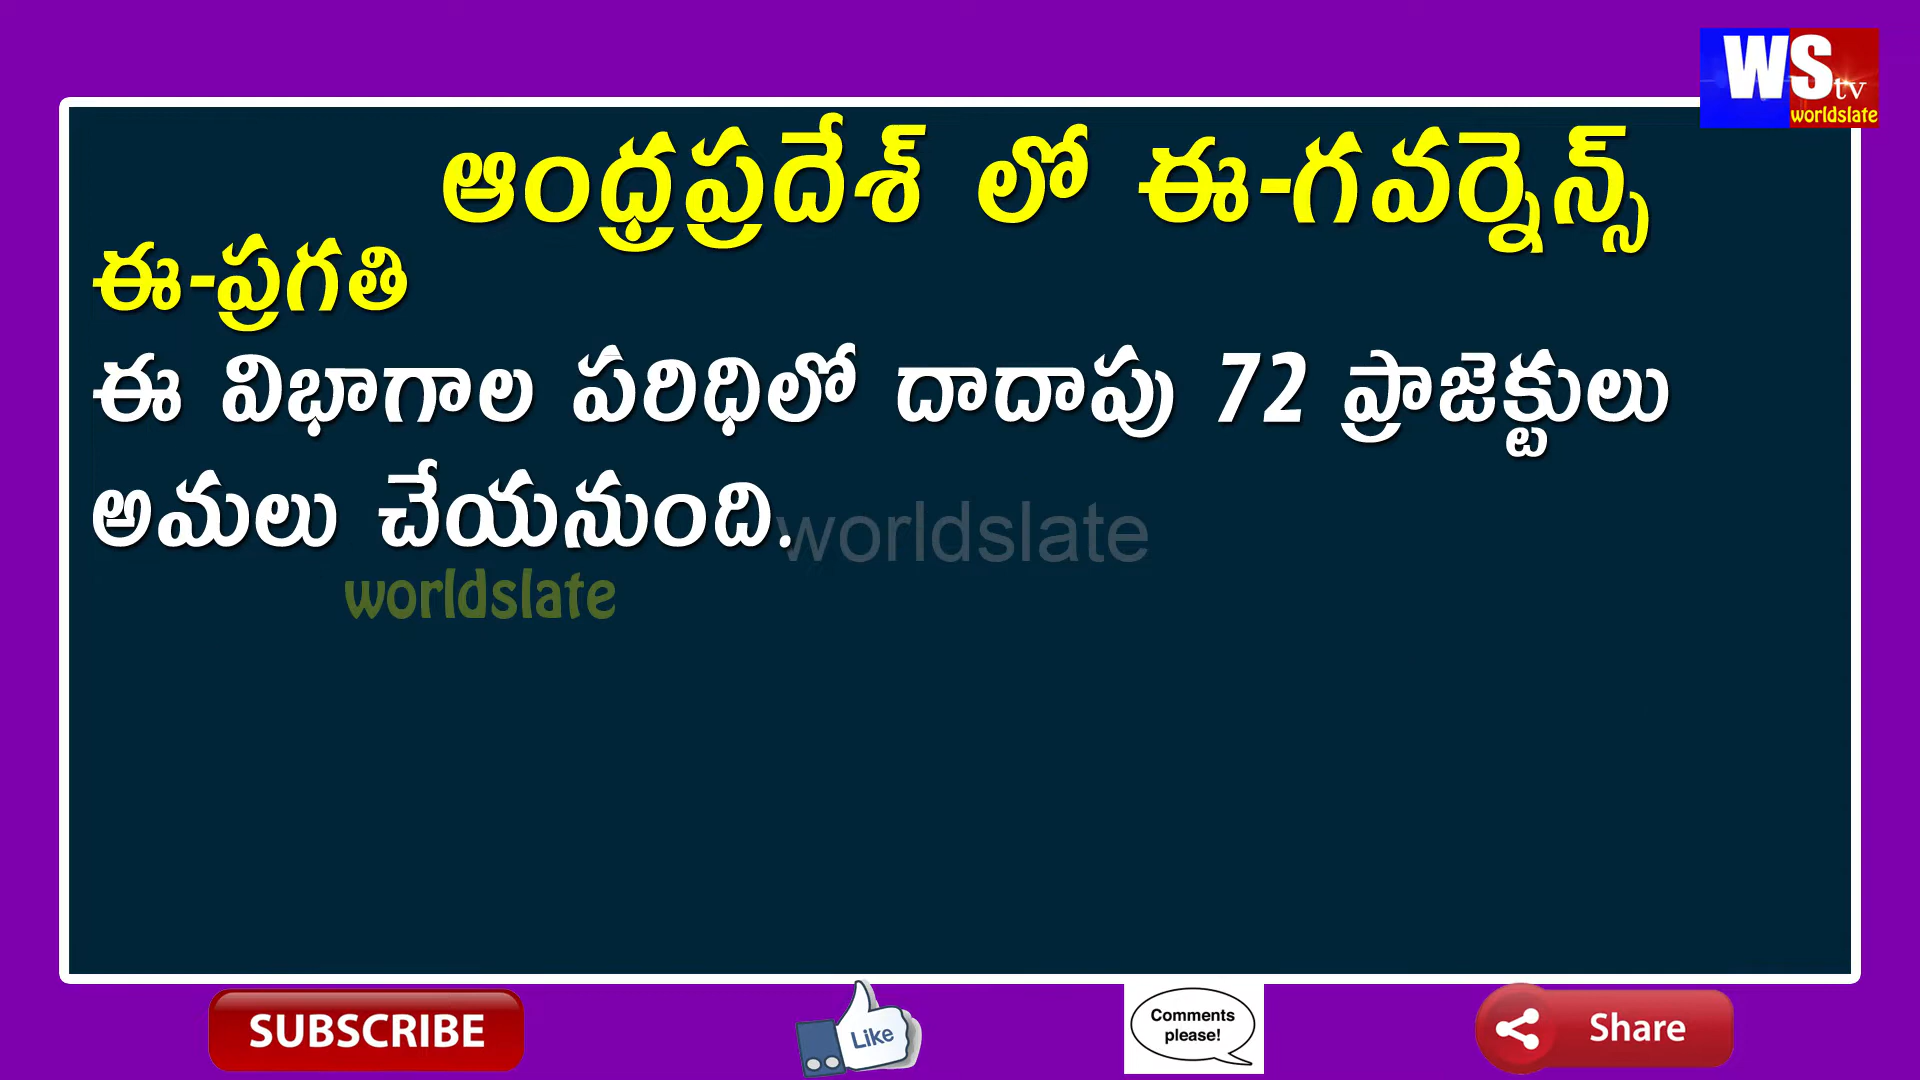 WS tv
worldslate
ఆంధ్రప్రదేశ్ లో ఈ-గవర్నెన్స్
ఈ-ప్రగతి
ఈ విభాగాల పరిధిలో దాదాపు 72 ప్రాజెక్టులు
అమలు చేయనుంది.
worldslate
worldslate
SUBSCRIBE
Like
Comments
please!
Share